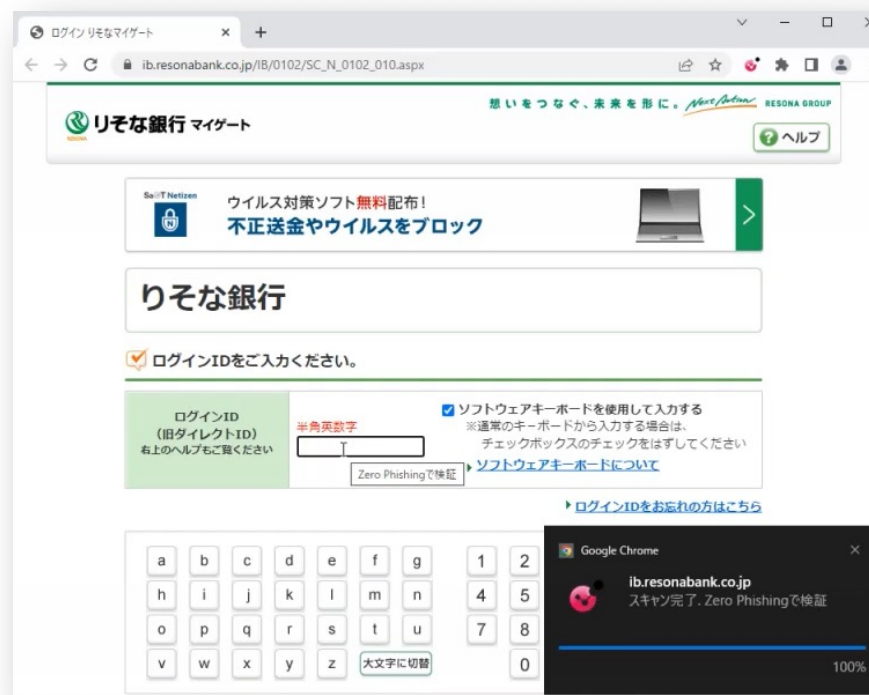 ログイン りそなマイゲート
ib.resonabank.co.jp/IB/0102/SC_N_0102_010.aspx
想いをつなぐ、未来を形に。 Next Action RESONA GROUP
りそな銀行 マイゲート
RESONA
ヘルプ
SaAT Netizen
N
ウイルス対策ソフト無料配布!
不正送金やウイルスをブロック
りそな銀行
ログインIDをご入力ください。
ログインID
(旧ダイレクトID)
右上のヘルプもご覧ください
半角英数字
ソフトウェアキーボードを使用して入力する
※通常のキーボードから入力する場合は、
チェックボックスのチェックをはずしてください
Zero Phishingで検証
ソフトウェアキーボードについて
ログインIDをお忘れの方はこちら
a b c d e f g 1 2
h i j k l m n 4 5
o p q r s t u 7 8
v w x y z 大文字に切替 0
Google Chrome
ib.resonabank.co.jp
スキャン完了. Zero Phishingで検証
100%